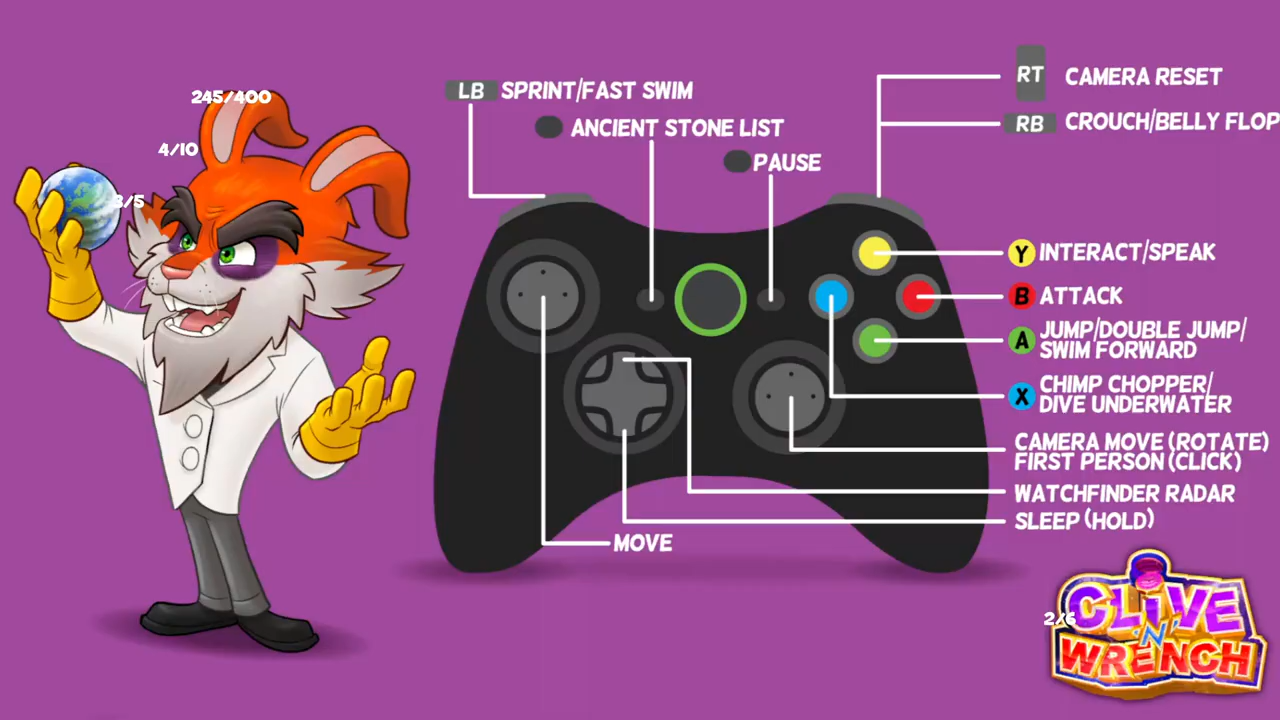 245/400
4/10
3/5
LB SPRINT/FAST SWIM
ANCIENT STONE LIST
PAUSE
RT CAMERA RESET
RB CROUCH/BELLY FLOP
Y INTERACT/SPEAK
B ATTACK
A JUMP/DOUBLE JUMP/
SWIM FORWARD
X CHIMP CHOPPER/
DIVE UNDERWATER
CAMERA MOVE (ROTATE)
FIRST PERSON (CLICK)
WATCHFINDER RADAR
SLEEP (HOLD)
MOVE
2/6
CLIVE
'N'
WRENCH